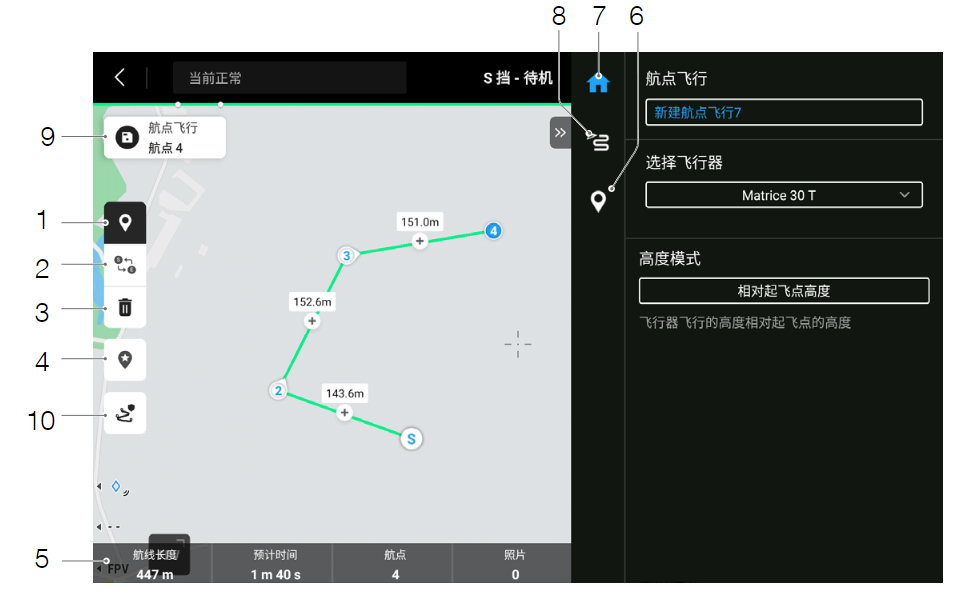 8 7 6
当前正常
S 挡 - 待机
航点飞行
新建航点飞行7
9
航点飞行
航点 4
选择飞行器
Matrice 30 T
1
2
3
4
10
5
151.0m
4
3
152.6m
2
143.6m
S
高度模式
相对起飞点高度
飞行器飞行的高度相对起飞点的高度
- -
FPV
航线长度
447 m
预计时间
1 m 40 s
航点
4
照片
0